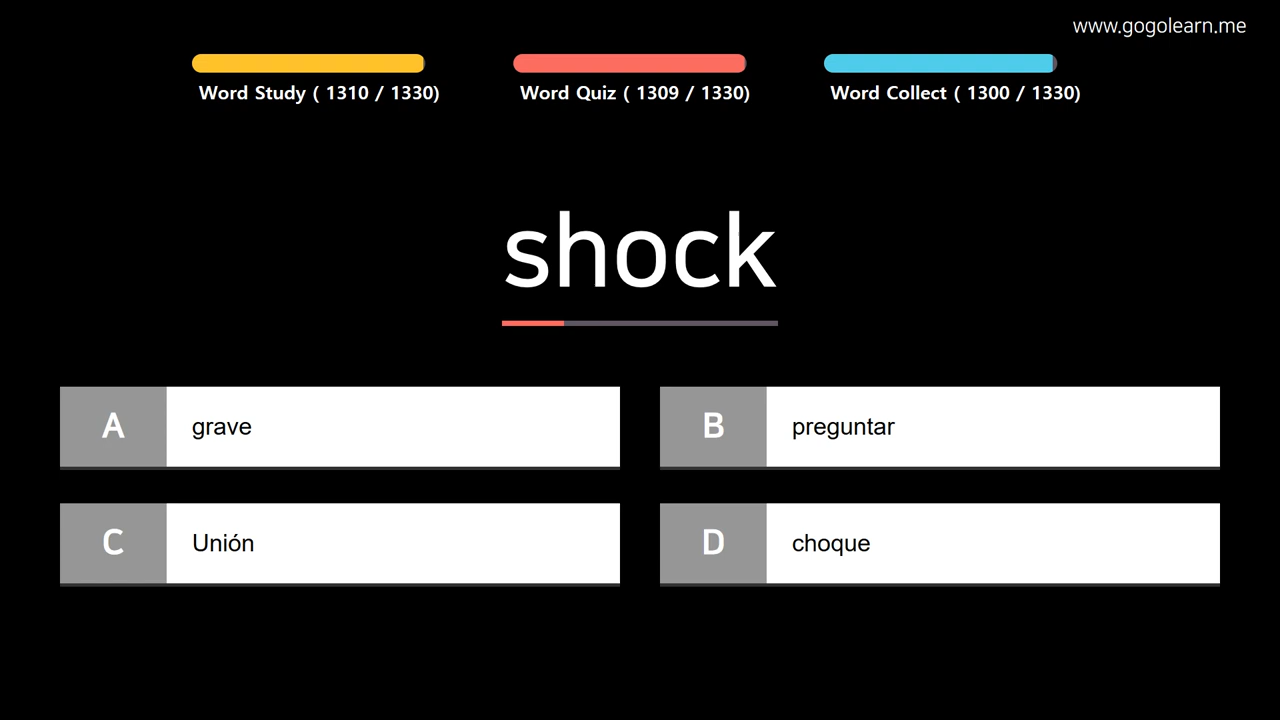 www.gogolearn.me
Word Study ( 1310 / 1330)
Word Quiz ( 1309 / 1330)
Word Collect ( 1300 / 1330)
shock
A grave
B preguntar
C Unión
D choque